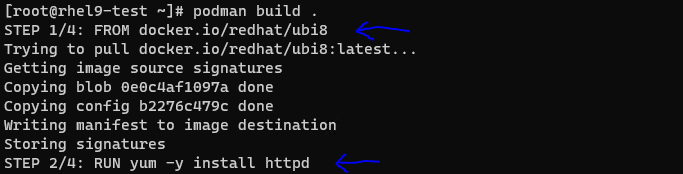 [root@rhel9-test ~]# podman build .
STEP 1/4: FROM docker.io/redhat/ubi8
Trying to pull docker.io/redhat/ubi8:latest...
Getting image source signatures
Copying blob 0e0c4af1097a done
Copying config b2276c479c done
Writing manifest to image destination
Storing signatures
STEP 2/4: RUN yum -y install httpd